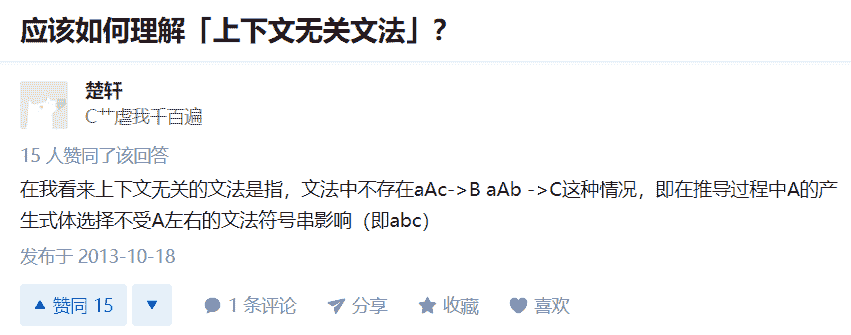 应该如何理解「上下文无关文法」?
楚轩
C艹虐我千百遍
15 人赞同了该回答
在我看来上下文无关的文法是指，文法中不存在aAc->B aAb ->C这种情况，即在推导过程中A的产
生式体选择不受A左右的文法符号串影响（即abc）
发布于 2013-10-18
赞同 15 1 条评论 分享 收藏 喜欢